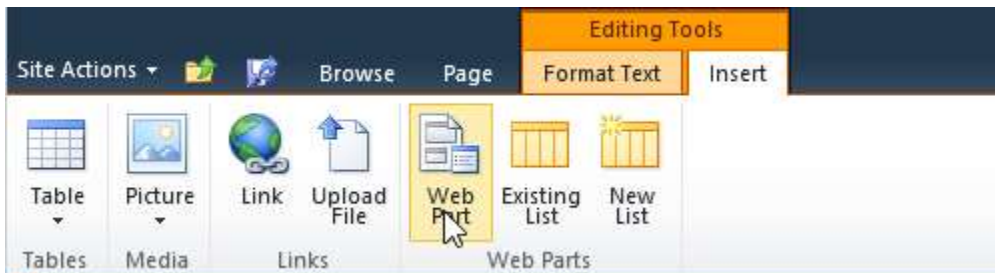 Editing Tools
Site Actions Browse Page Format Text Insert
Table Picture Link Upload File Web Part Existing List New List
Tables Media Links Web Parts